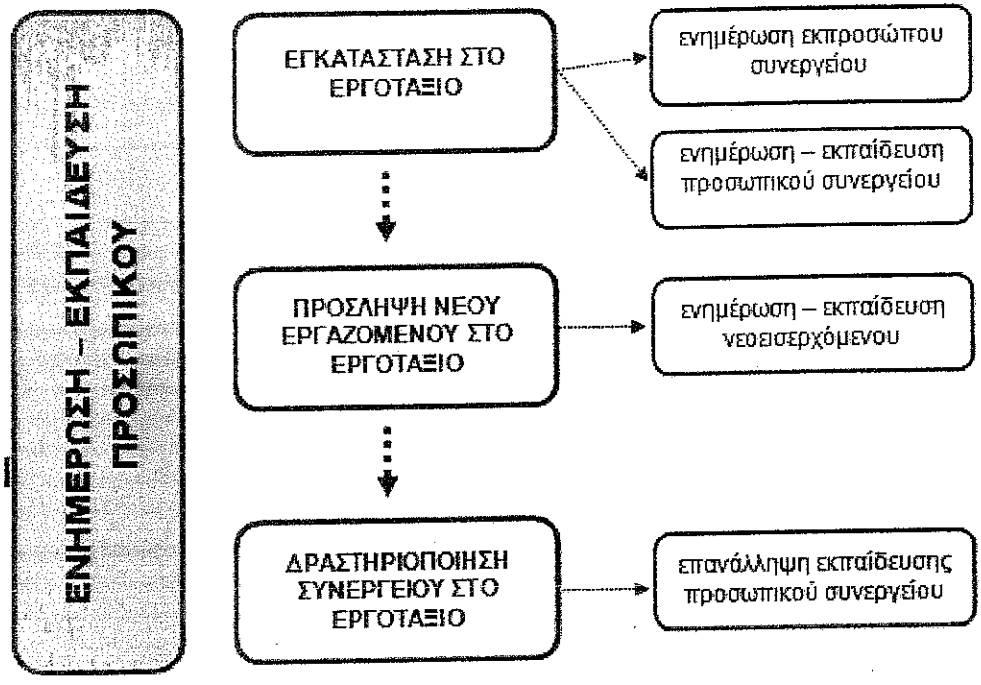 ΕΝΗΜΕΡΩΣΗ – ΕΚΠΑΙΔΕΥΣΗ
ΠΡΟΣΩΠΙΚΟΥ
ΕΓΚΑΤΑΣΤΑΣΗ ΣΤΟ
ΕΡΓΟΤΑΞΙΟ
ενημέρωση εκπροσώπου
συνεργείου
ενημέρωση – εκπαίδευση
προσωπικού συνεργείου
ΠΡΟΣΛΗΨΗ ΝΕΟΥ
ΕΡΓΑΖΟΜΕΝΟΥ ΣΤΟ
ΕΡΓΟΤΑΞΙΟ
ενημέρωση – εκπαίδευση
νεοεισερχόμενου
ΔΡΑΣΤΗΡΙΟΠΟΙΗΣΗ
ΣΥΝΕΡΓΕΙΟΥ ΣΤΟ
ΕΡΓΟΤΑΞΙΟ
επανάλληψη εκπαίδευσης
προσωπικού συνεργείου